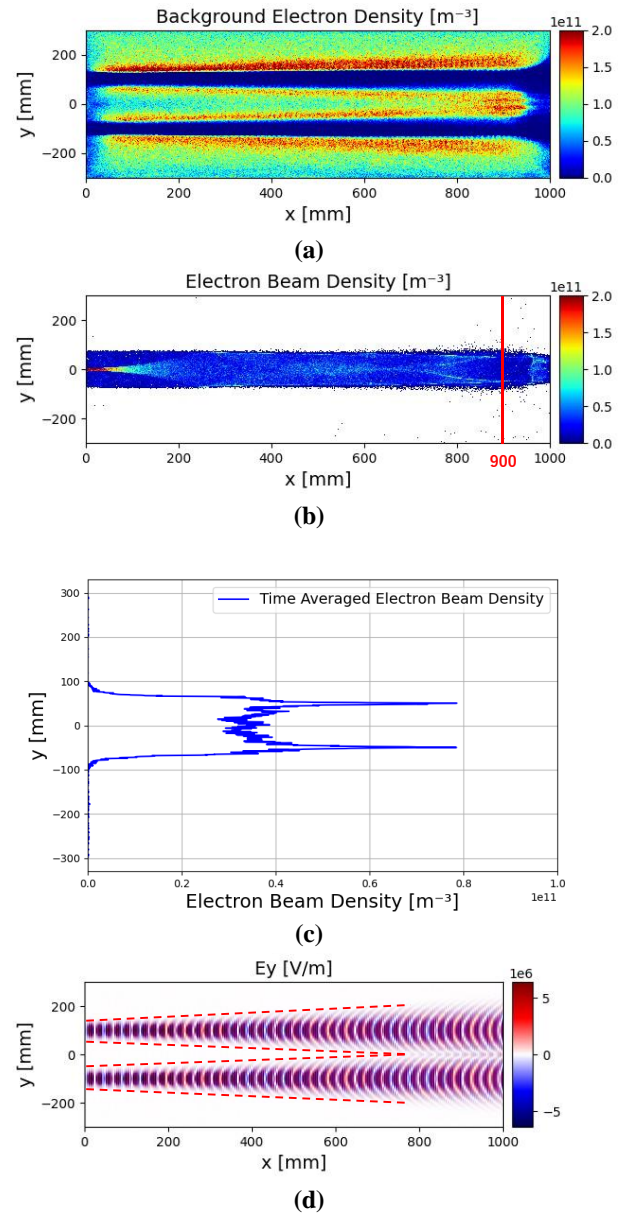 Background Electron Density [m⁻³]
1e11
y [mm]
200
0
−200
0
200
400
600
800
1000
x [mm]
2.0
1.5
1.0
0.5
0.0
(a)
Electron Beam Density [m⁻³]
1e11
y [mm]
200
0
−200
0
200
400
600
800
1000
900
x [mm]
2.0
1.5
1.0
0.5
0.0
(b)
Time Averaged Electron Beam Density
y [mm]
300
200
100
0
−100
−200
−300
0.0
0.2
0.4
0.6
0.8
1.0
1e11
Electron Beam Density [m⁻³]
(c)
Ey [V/m]
1e6
y [mm]
200
0
−200
0
200
400
600
800
1000
x [mm]
5
0
−5
(d)